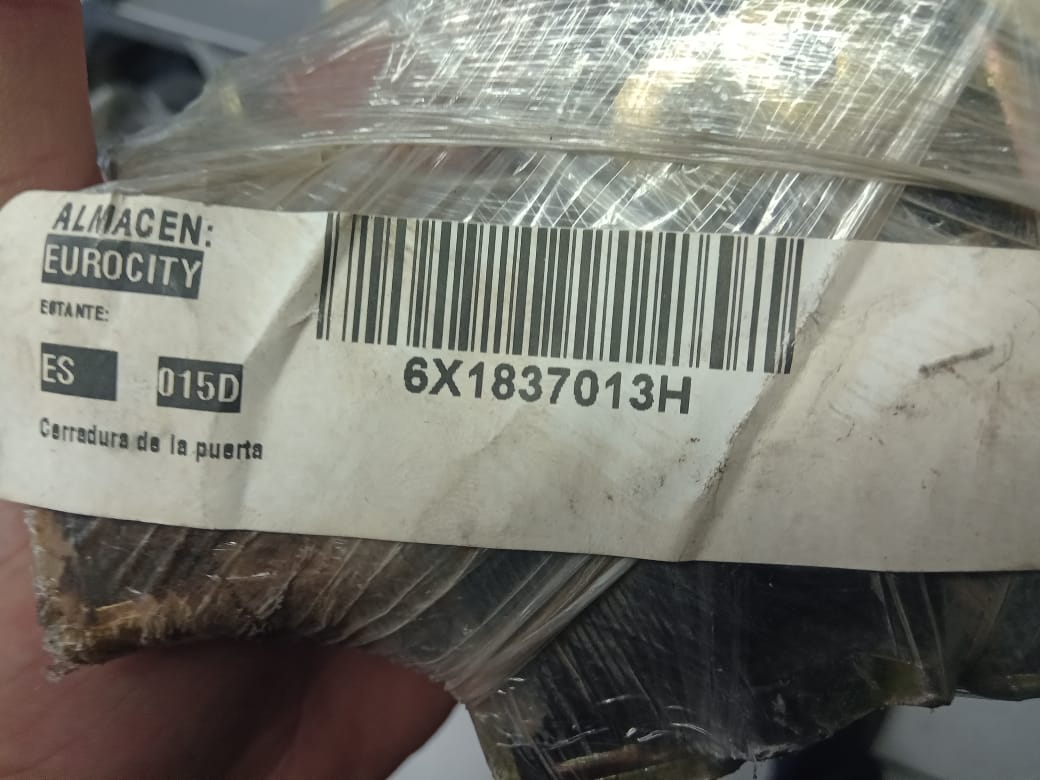 ALMACEN:
EUROCITY
ESTANTE:
ES 015D
Cerradura de la puerta
6X1837013H